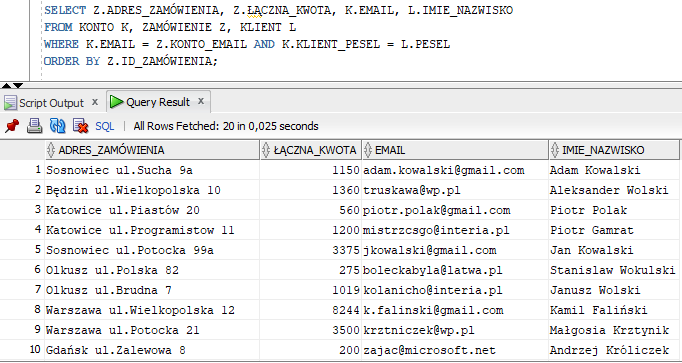 SELECT Z.ADRES_ZAMÓWIENIA, Z.ŁĄCZNA_KWOTA, K.EMAIL, L.IMIE_NAZWISKO
FROM KONTO K, ZAMÓWIENIE Z, KLIENT L
WHERE K.EMAIL = Z.KONTO_EMAIL AND K.KLIENT_PESEL = L.PESEL
ORDER BY Z.ID_ZAMÓWIENIA;
Script Output x Query Result x
SQL | All Rows Fetched: 20 in 0,025 seconds
ADRES_ZAMÓWIENIA ŁĄCZNA_KWOTA EMAIL IMIE_NAZWISKO
1 Sosnowiec ul.Sucha 9a 1150 adam.kowalski@gmail.com Adam Kowalski
2 Będzin ul.Wielkopolska 10 1360 truskawa@wp.pl Aleksander Wolski
3 Katowice ul.Piastów 20 560 piotr.polak@gmail.com Piotr Polak
4 Katowice ul.Programistow 11 1200 mistrzcsgo@interia.pl Piotr Gamrat
5 Sosnowiec ul.Potocka 99a 3375 jkowalski@gmail.com Jan Kowalski
6 Olkusz ul.Polska 82 275 boleckabyla@latwa.pl Stanislaw Wokulski
7 Olkusz ul.Brudna 7 1019 kolanicho@interia.pl Janusz Wolski
8 Warszawa ul.Wielkopolska 12 8244 k.falinski@gmail.com Kamil Faliński
9 Warszawa ul.Potocka 21 3500 krztniczek@wp.pl Małgosia Krztynik
10 Gdańsk ul.Zalewowa 8 200 zajac@microsoft.net Andrzej Króliczek